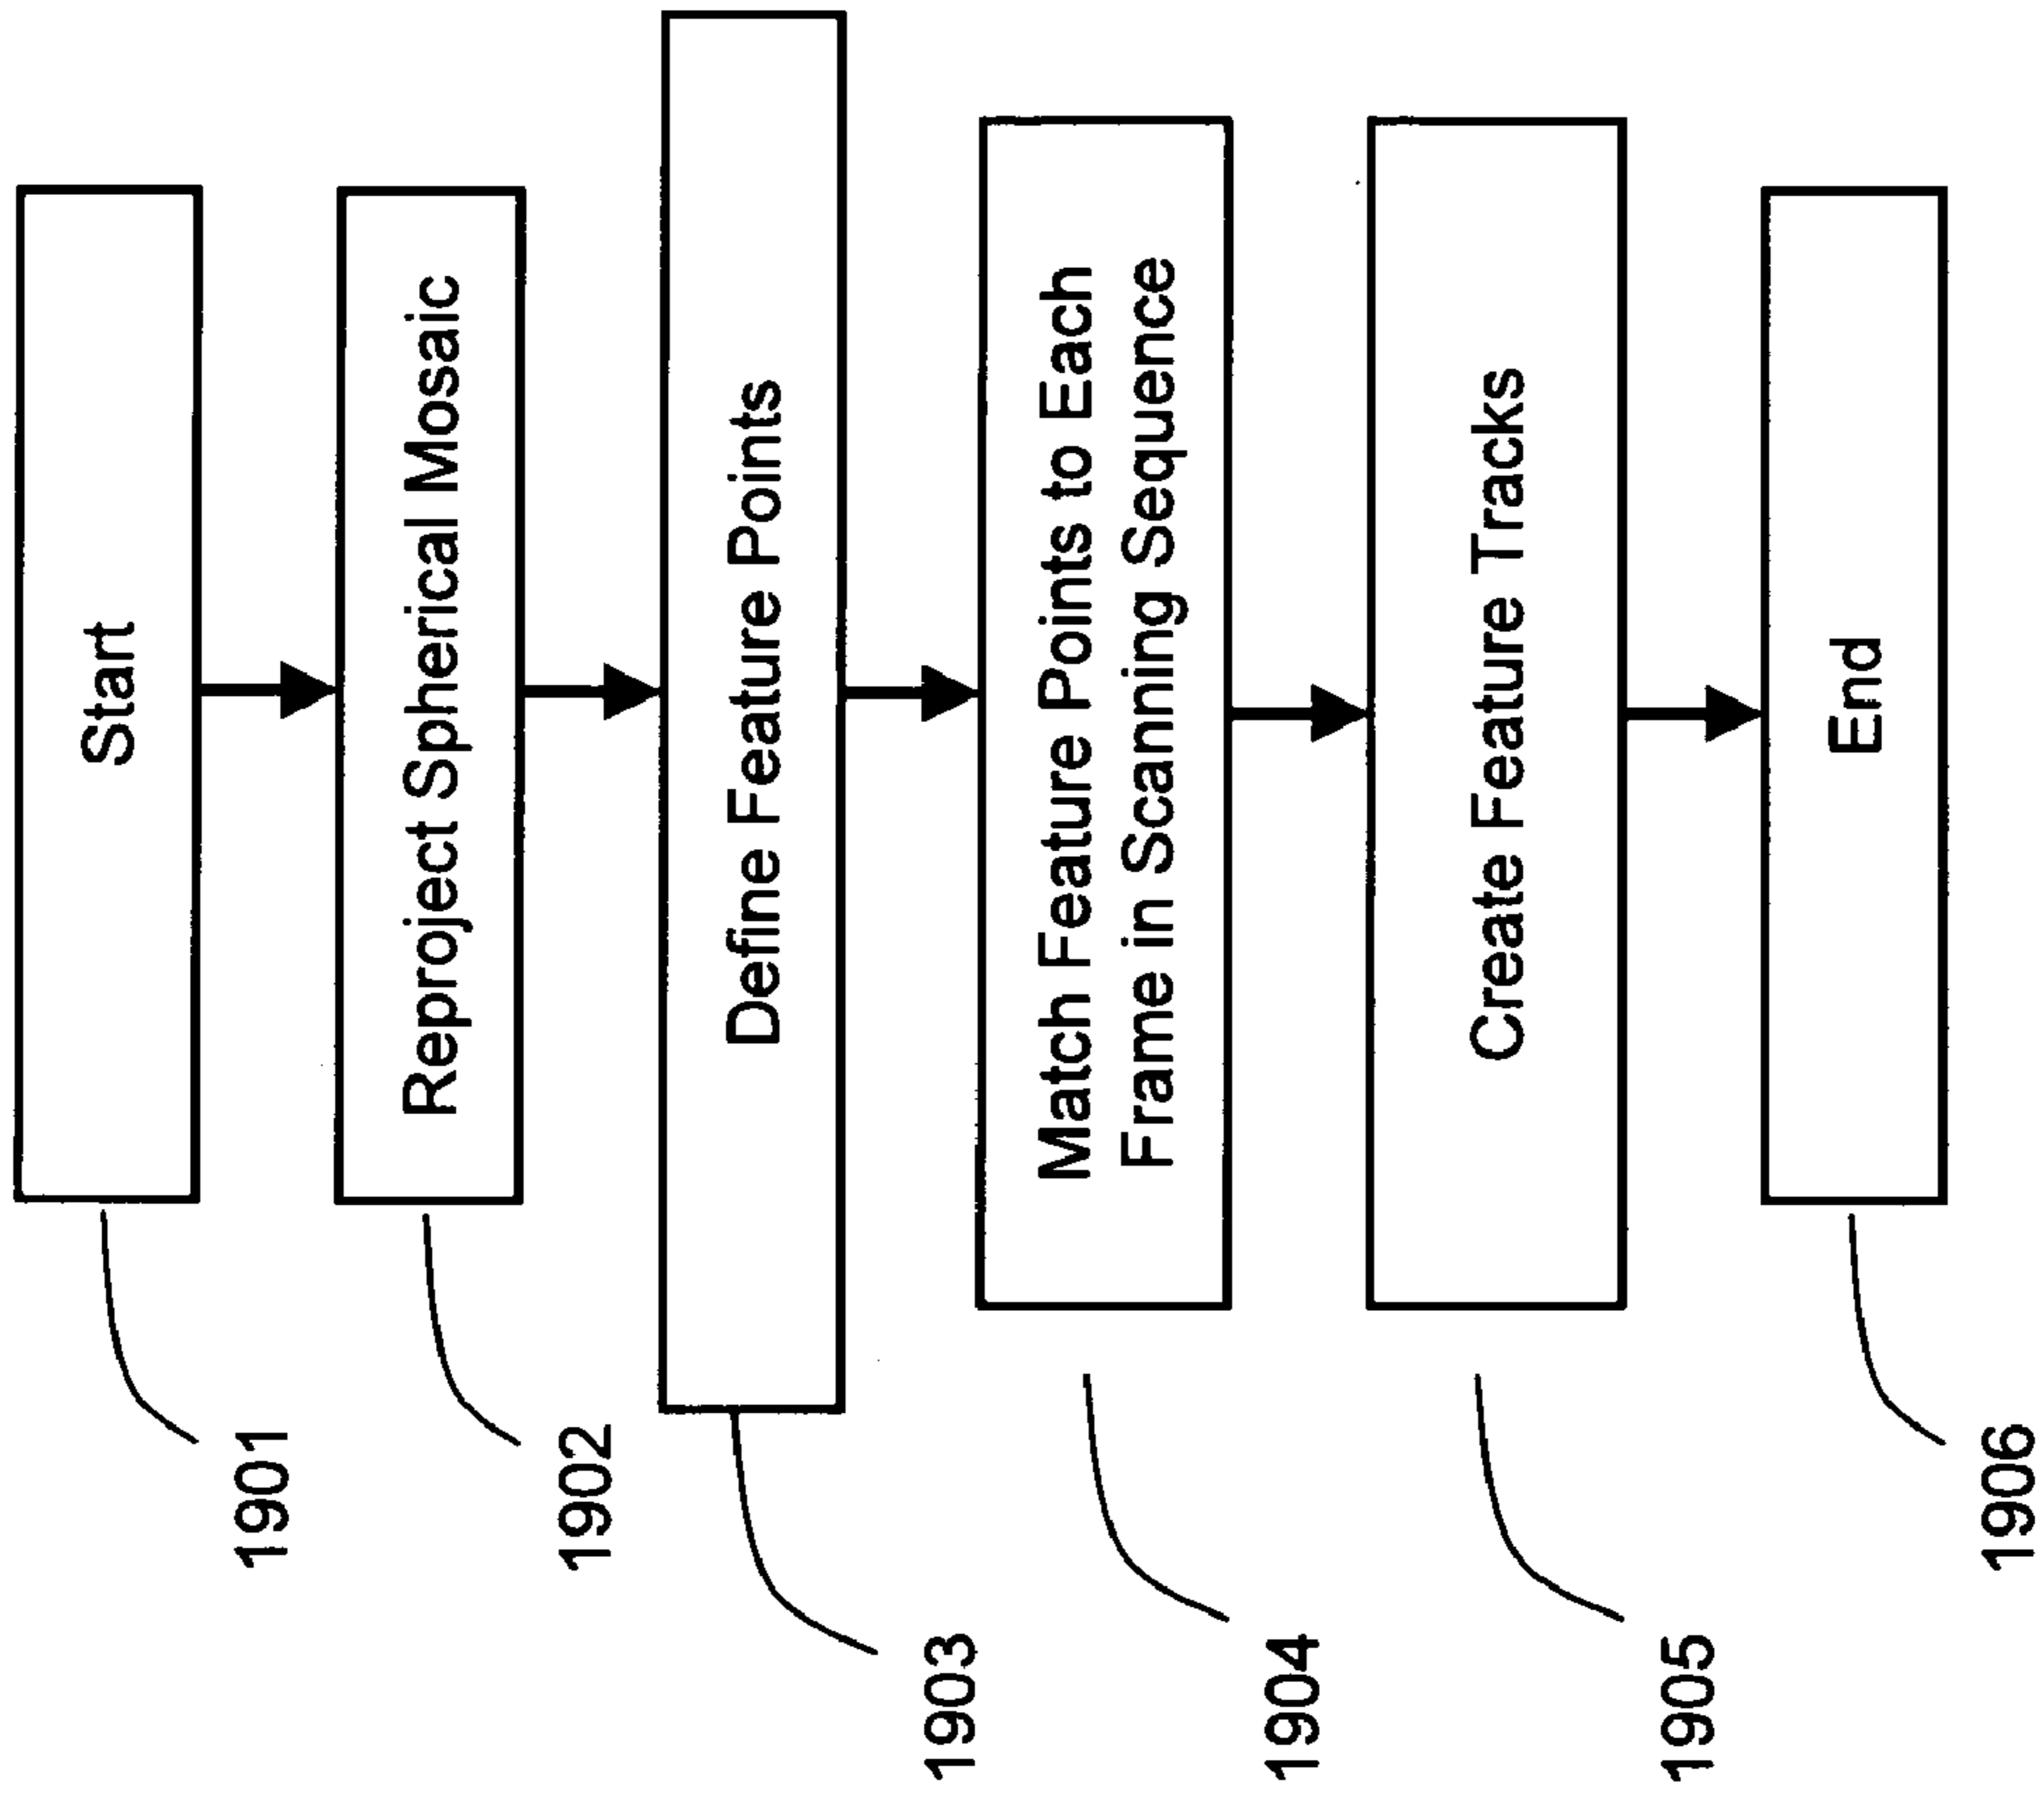 Start
1901
Reproject Spherical Mosaic
1902
Define Feature Points
1903
Match Feature Points to Each
Frame in Scanning Sequence
1904
Create Feature Tracks
1905
End
1906